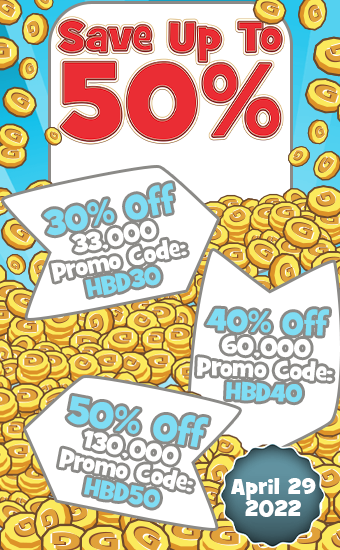 Save Up To
50%
30% Off
33,000
Promo Code:
HBD30
40% Off
60,000
Promo Code:
HBD40
50% Off
130,000
Promo Code:
HBD50
April 29
2022